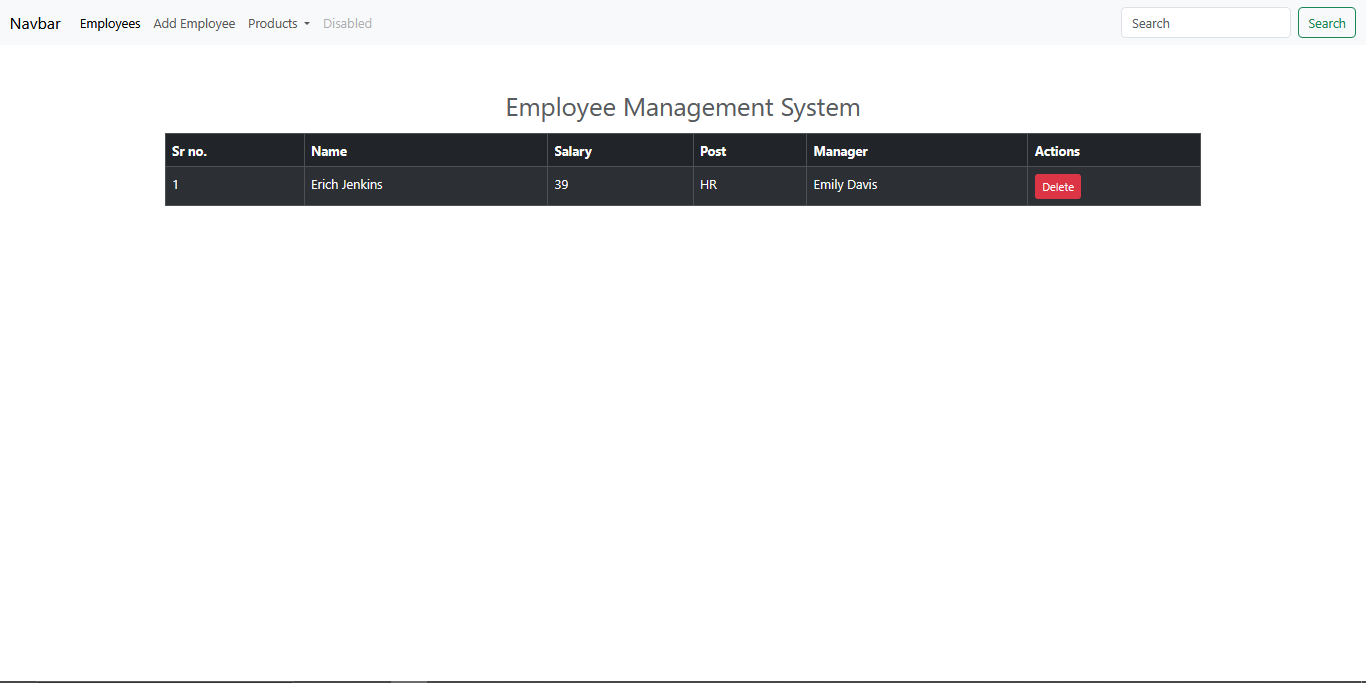 Navbar Employees Add Employee Products Disabled Search Search
Employee Management System
Sr no. Name Salary Post Manager Actions
1 Erich Jenkins 39 HR Emily Davis Delete